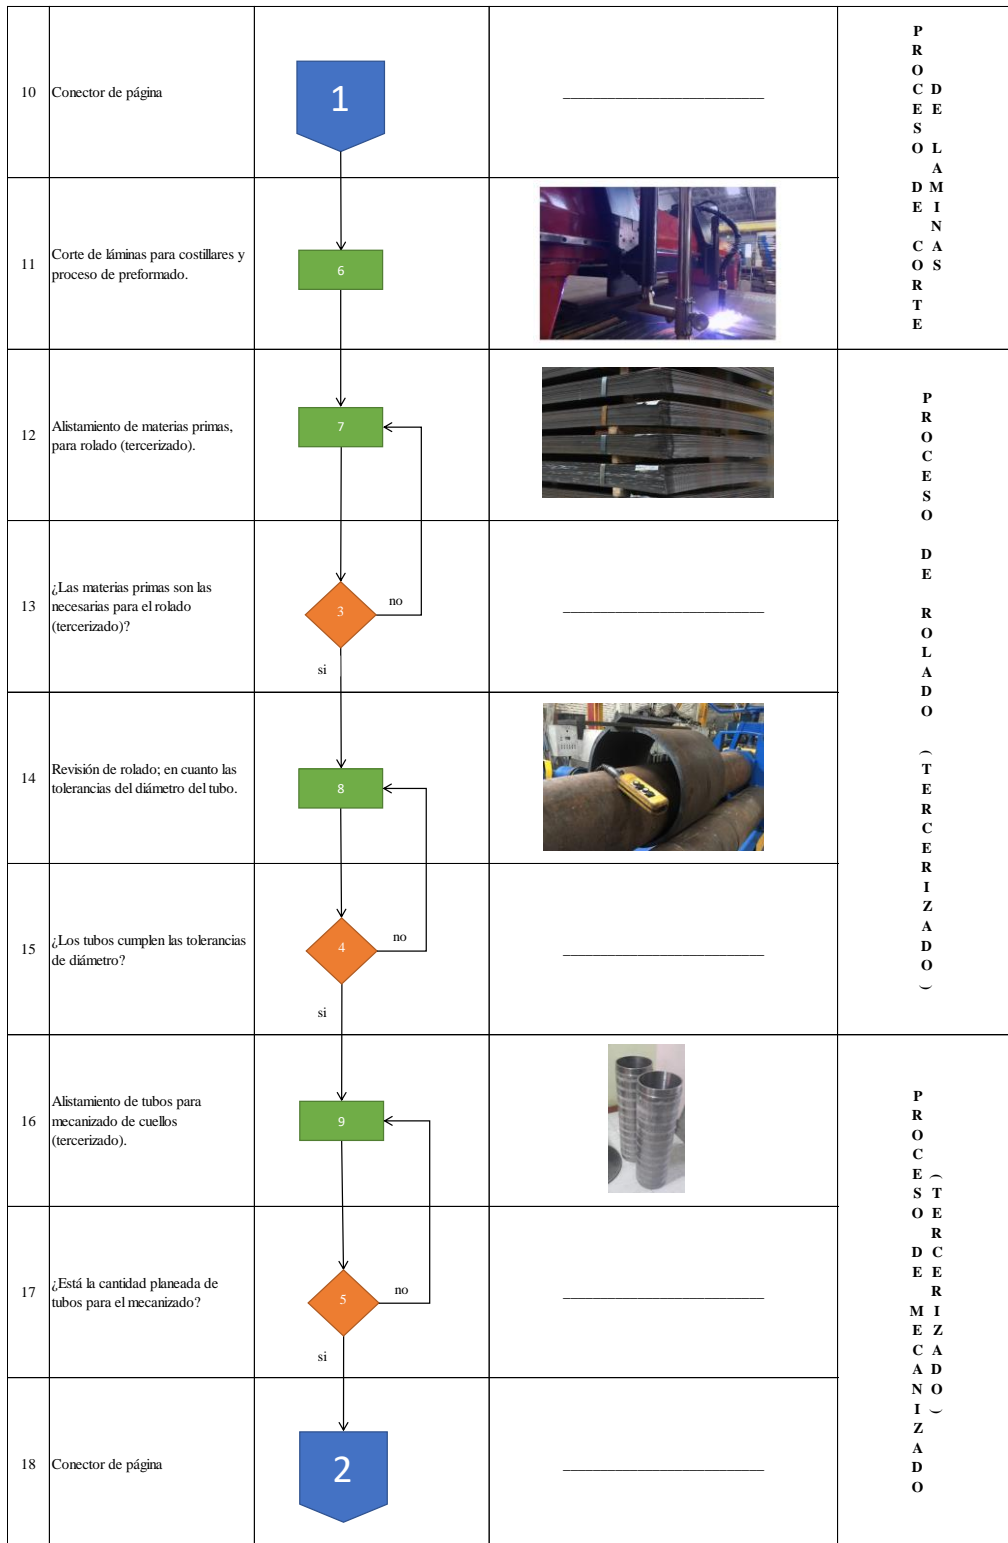 10
Conector de página
1
________________________
PROCESO DE CORTE
DE LAMINAS
11
Corte de láminas para costillares y
proceso de preformado.
6
12
Alistamiento de materias primas,
para rolado (tercerizado).
7
PROCESO DE ROLADO (TERCERIZADO)
13
¿Las materias primas son las
necesarias para el rolado
(tercerizado)?
3
no
si
________________________
14
Revisión de rolado; en cuanto las
tolerancias del diámetro del tubo.
8
15
¿Los tubos cumplen las tolerancias
de diámetro?
4
no
si
________________________
16
Alistamiento de tubos para
mecanizado de cuellos
(tercerizado).
9
PROCESO DE MECANIZADO
(TERCERIZADO)
17
¿Está la cantidad planeada de
tubos para el mecanizado?
5
no
si
________________________
18
Conector de página
2
________________________